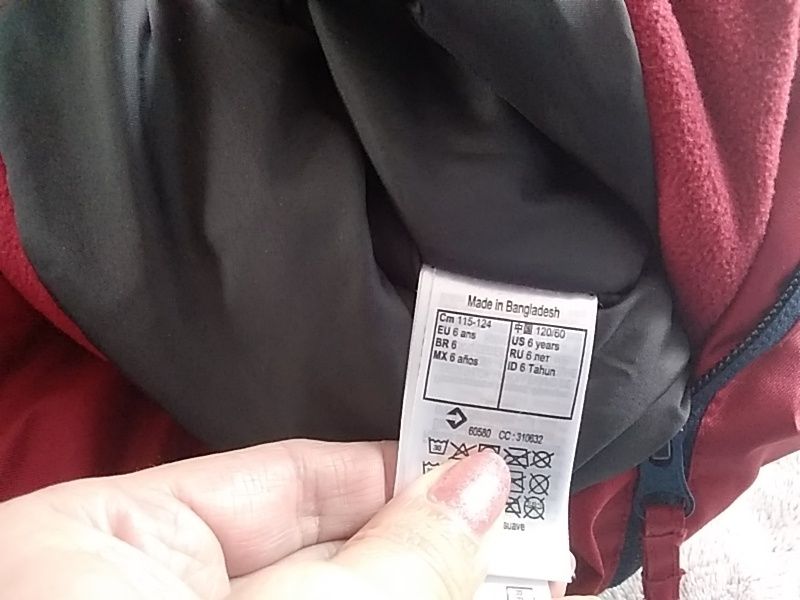 Made in Bangladesh
Cm 115-124
EU 6 ans
BR 6
MX 6 años
中国 120/60
US 6 years
RU 6 лет
ID 6 Tahun
60580 CC : 310632
30
suave